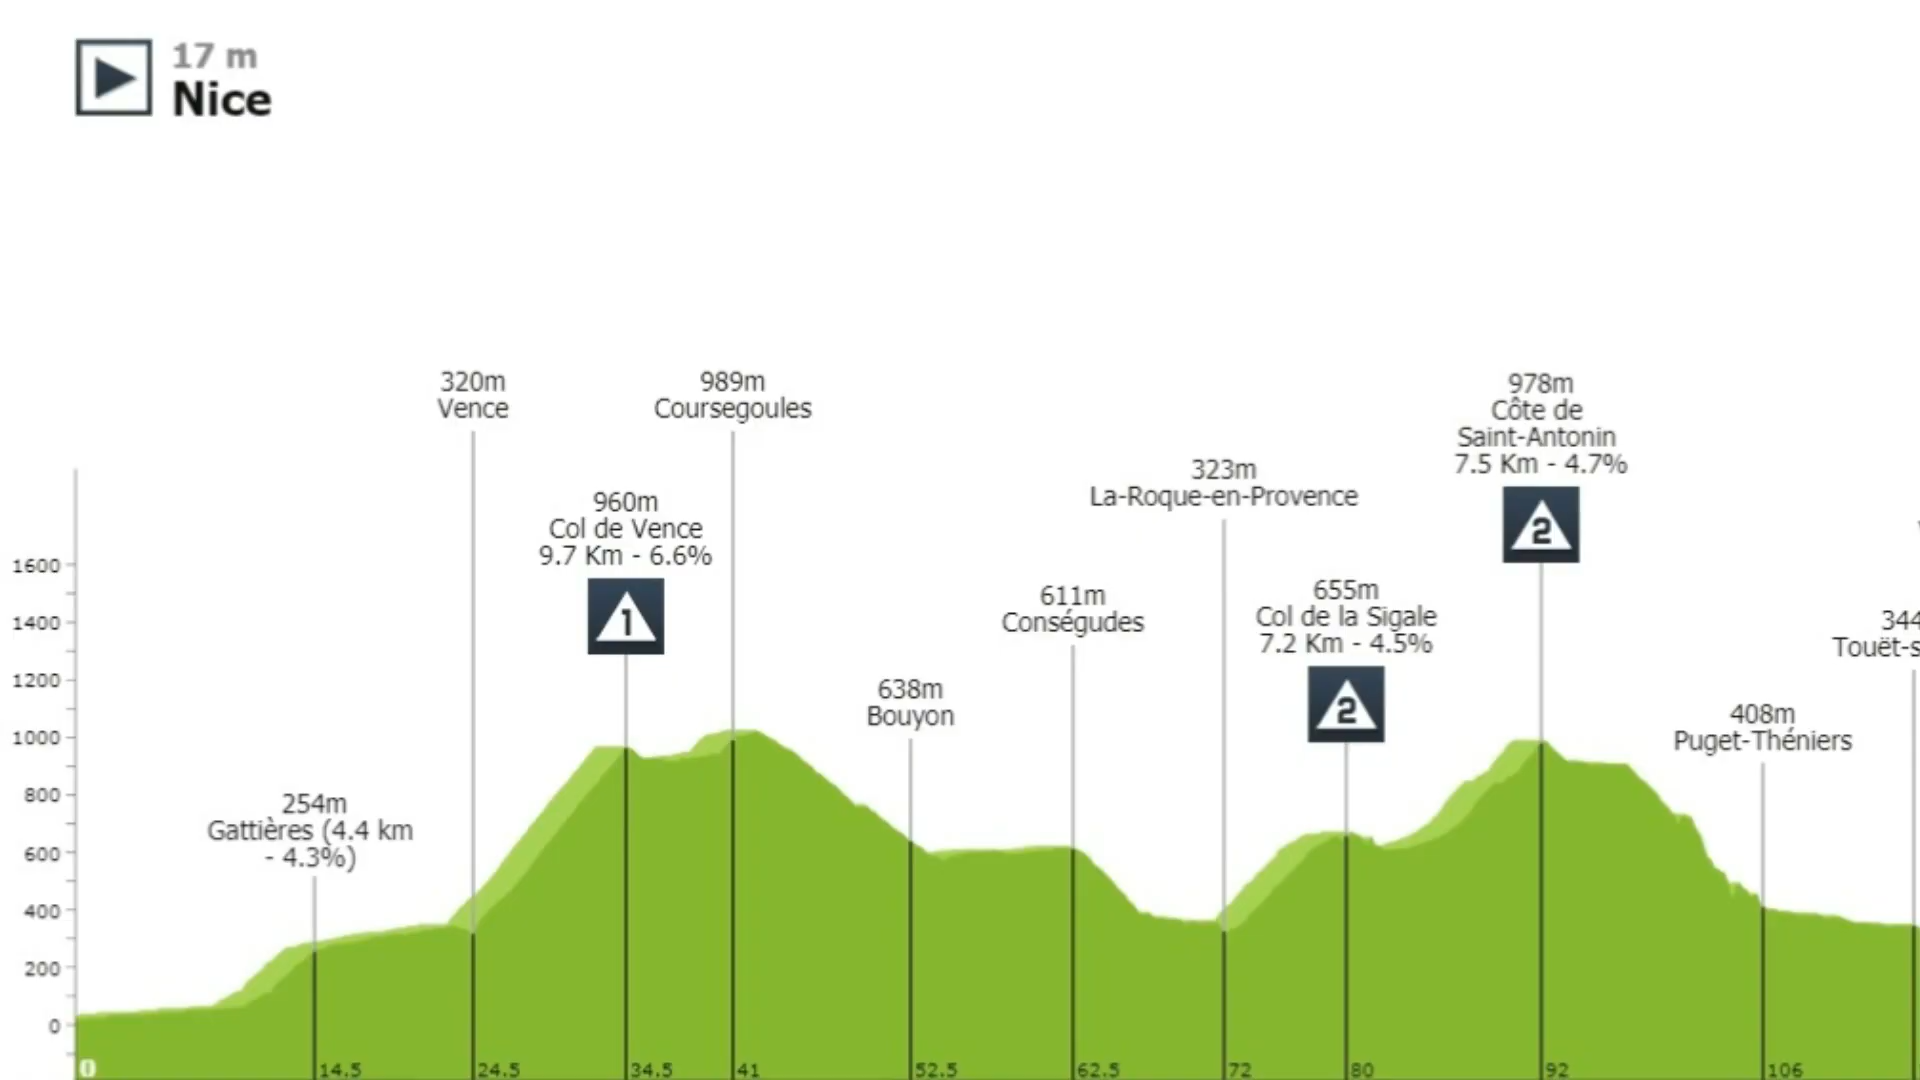 17 m
Nice
320m
Vence
989m
Coursegoules
978m
Côte de
Saint-Antonin
7.5 Km - 4.7%
2
323m
La-Roque-en-Provence
960m
Col de Vence
9.7 Km - 6.6%
1
655m
Col de la Sigale
7.2 Km - 4.5%
2
611m
Conségudes
638m
Bouyon
344
Touët-s
408m
Puget-Théniers
254m
Gattières (4.4 km
- 4.3%)
1600
1400
1200
1000
800
600
400
200
0
0 14.5 24.5 34.5 41 52.5 62.5 72 80 92 106